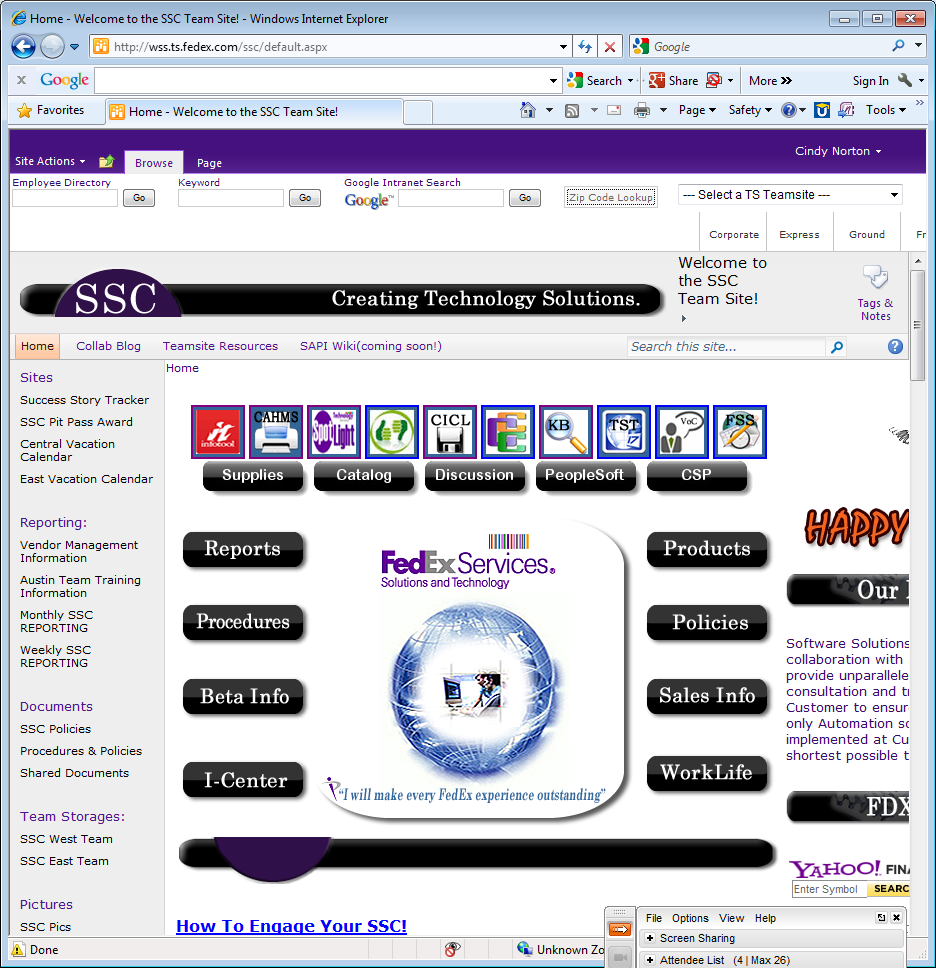 Home - Welcome to the SSC Team Site! - Windows Internet Explorer
http://wss.ts.fedex.com/ssc/default.aspx
Google
Google Search Share More Sign In
Favorites Home - Welcome to the SSC Team Site! Page Safety Tools
Site Actions Browse Page Cindy Norton
Employee Directory Keyword Google Intranet Search
Go Go Google™ Go Zip Code Lookup --- Select a TS Teamsite ---
Corporate Express Ground Fr
SSC Creating Technology Solutions.
Welcome to
the SSC
Team Site!
Tags &
Notes
Home Collab Blog Teamsite Resources SAPI Wiki(coming soon!) Search this site...
Sites
Success Story Tracker
SSC Pit Pass Award
Central Vacation
Calendar
East Vacation Calendar
Reporting:
Vendor Management
Information
Austin Team Training
Information
Monthly SSC
REPORTING
Weekly SSC
REPORTING
Documents
SSC Policies
Procedures & Policies
Shared Documents
Team Storages:
SSC West Team
SSC East Team
Pictures
SSC Pics
Home
it infotool CAHMS Technology SpotLight CICL KB TST VoC FSS
Supplies Catalog Discussion PeopleSoft CSP
Reports
Procedures
Beta Info
I-Center
FedEx Services®
Solutions and Technology
"I will make every FedEx experience outstanding"
Products
Policies
Sales Info
WorkLife
How To Engage Your SSC!
HAPPY
Our
Software Solutions
collaboration with
provide unparallele
consultation and tr
Customer to ensure
only Automation so
implemented at Cu
shortest possible t
FDX
YAHOO! FINA
Enter Symbol SEARC
File Options View Help
Screen Sharing
Attendee List (4 | Max 26)
Done Unknown Zo